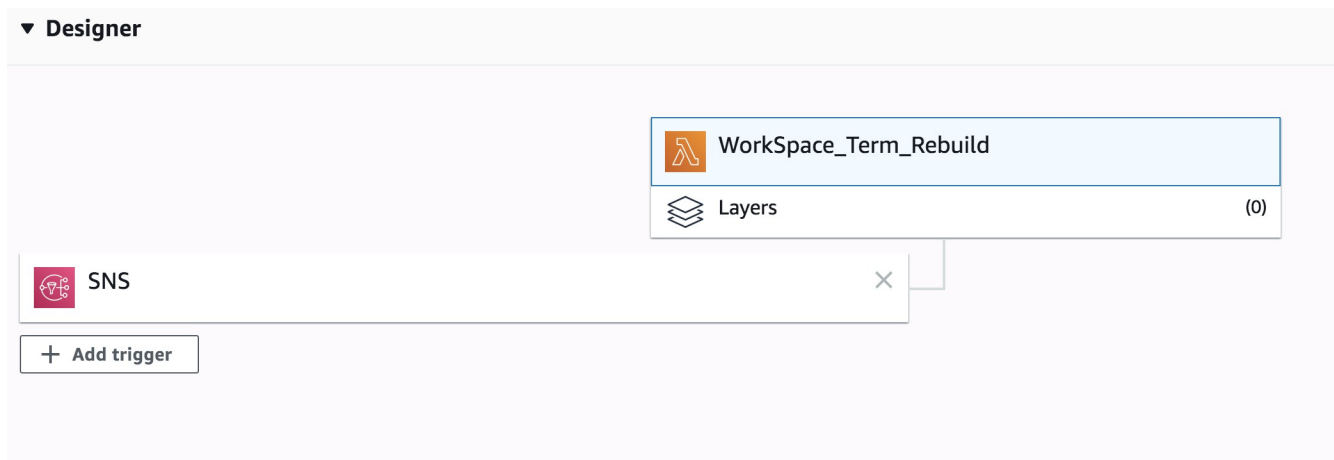 Designer
WorkSpace_Term_Rebuild
Layers (0)
SNS
Add trigger